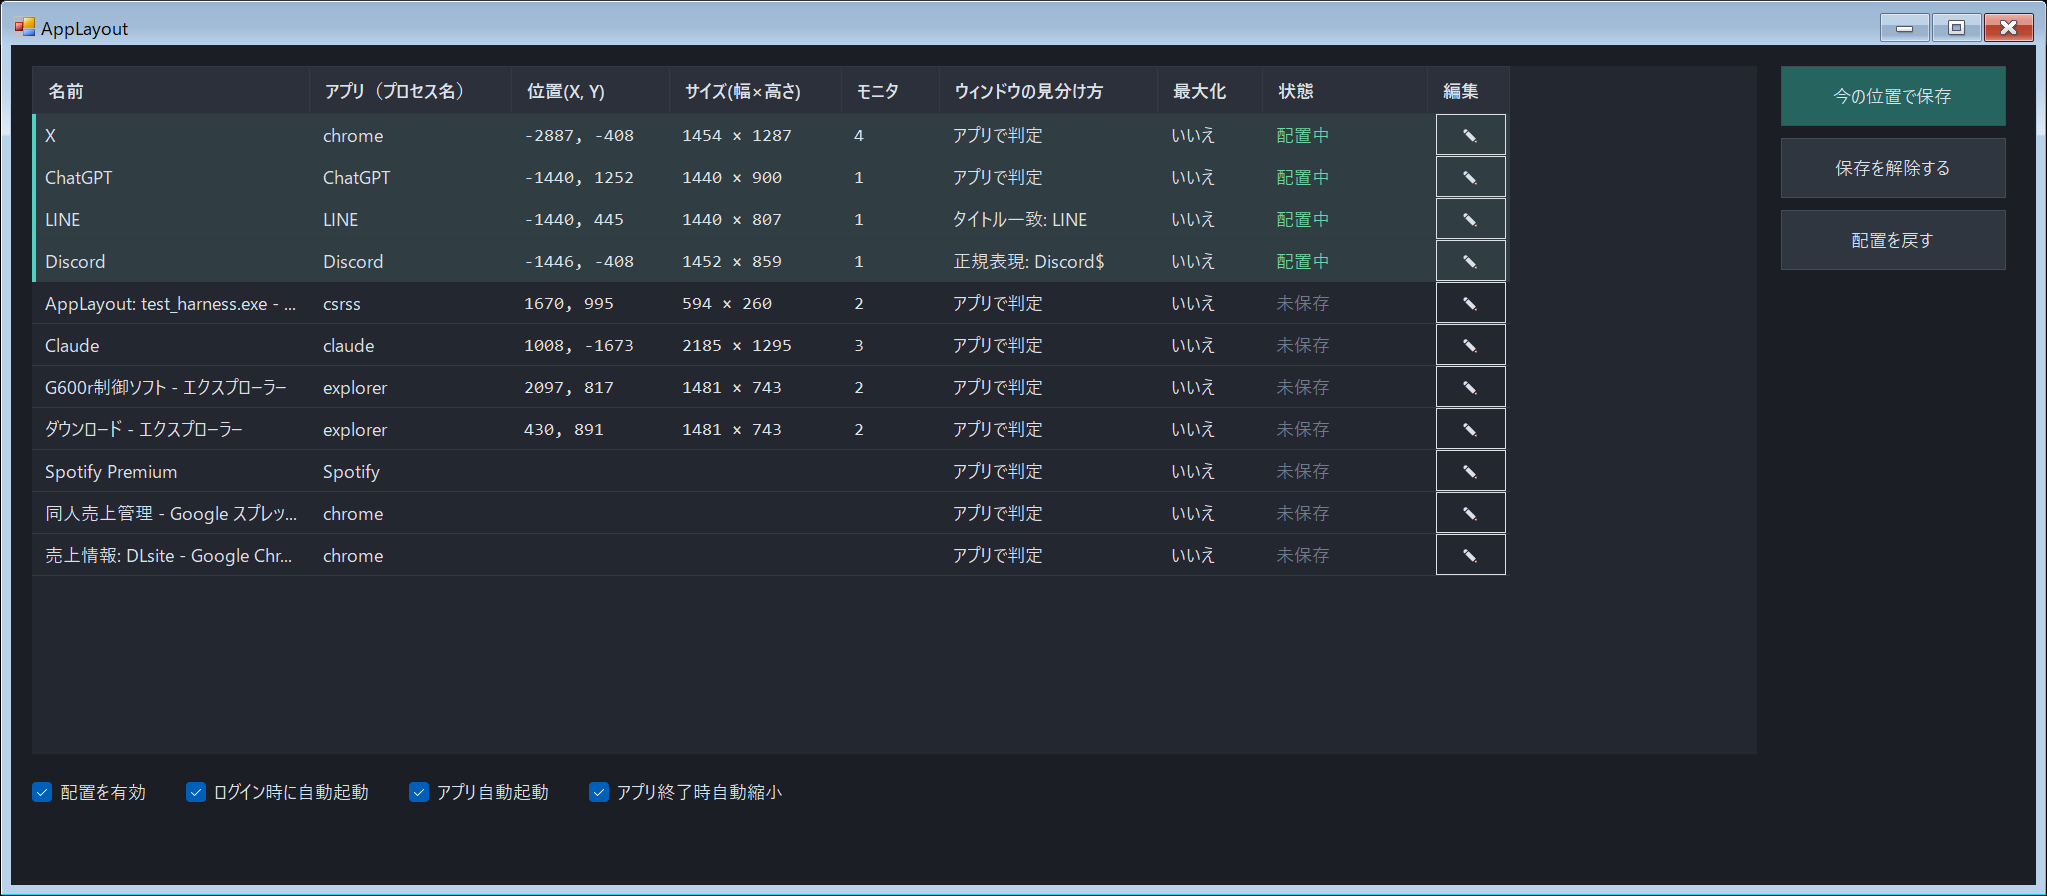 AppLayout
名前 アプリ（プロセス名） 位置(X, Y) サイズ(幅×高さ) モニタ ウィンドウの見分け方 最大化 状態 編集
X chrome -2887, -408 1454 × 1287 4 アプリで判定 いいえ 配置中
ChatGPT ChatGPT -1440, 1252 1440 × 900 1 アプリで判定 いいえ 配置中
LINE LINE -1440, 445 1440 × 807 1 タイトル一致: LINE いいえ 配置中
Discord Discord -1446, -408 1452 × 859 1 正規表現: Discord$ いいえ 配置中
AppLayout: test_harness.exe - ... csrss 1670, 995 594 × 260 2 アプリで判定 いいえ 未保存
Claude claude 1008, -1673 2185 × 1295 3 アプリで判定 いいえ 未保存
G600r制御ソフト - エクスプローラー explorer 2097, 817 1481 × 743 2 アプリで判定 いいえ 未保存
ダウンロード - エクスプローラー explorer 430, 891 1481 × 743 2 アプリで判定 いいえ 未保存
Spotify Premium Spotify アプリで判定 いいえ 未保存
同人売上管理 - Google スプレッ... chrome アプリで判定 いいえ 未保存
売上情報: DLsite - Google Chr... chrome アプリで判定 いいえ 未保存
今の位置で保存
保存を解除する
配置を戻す
配置を有効 ログイン時に自動起動 アプリ自動起動 アプリ終了時自動縮小